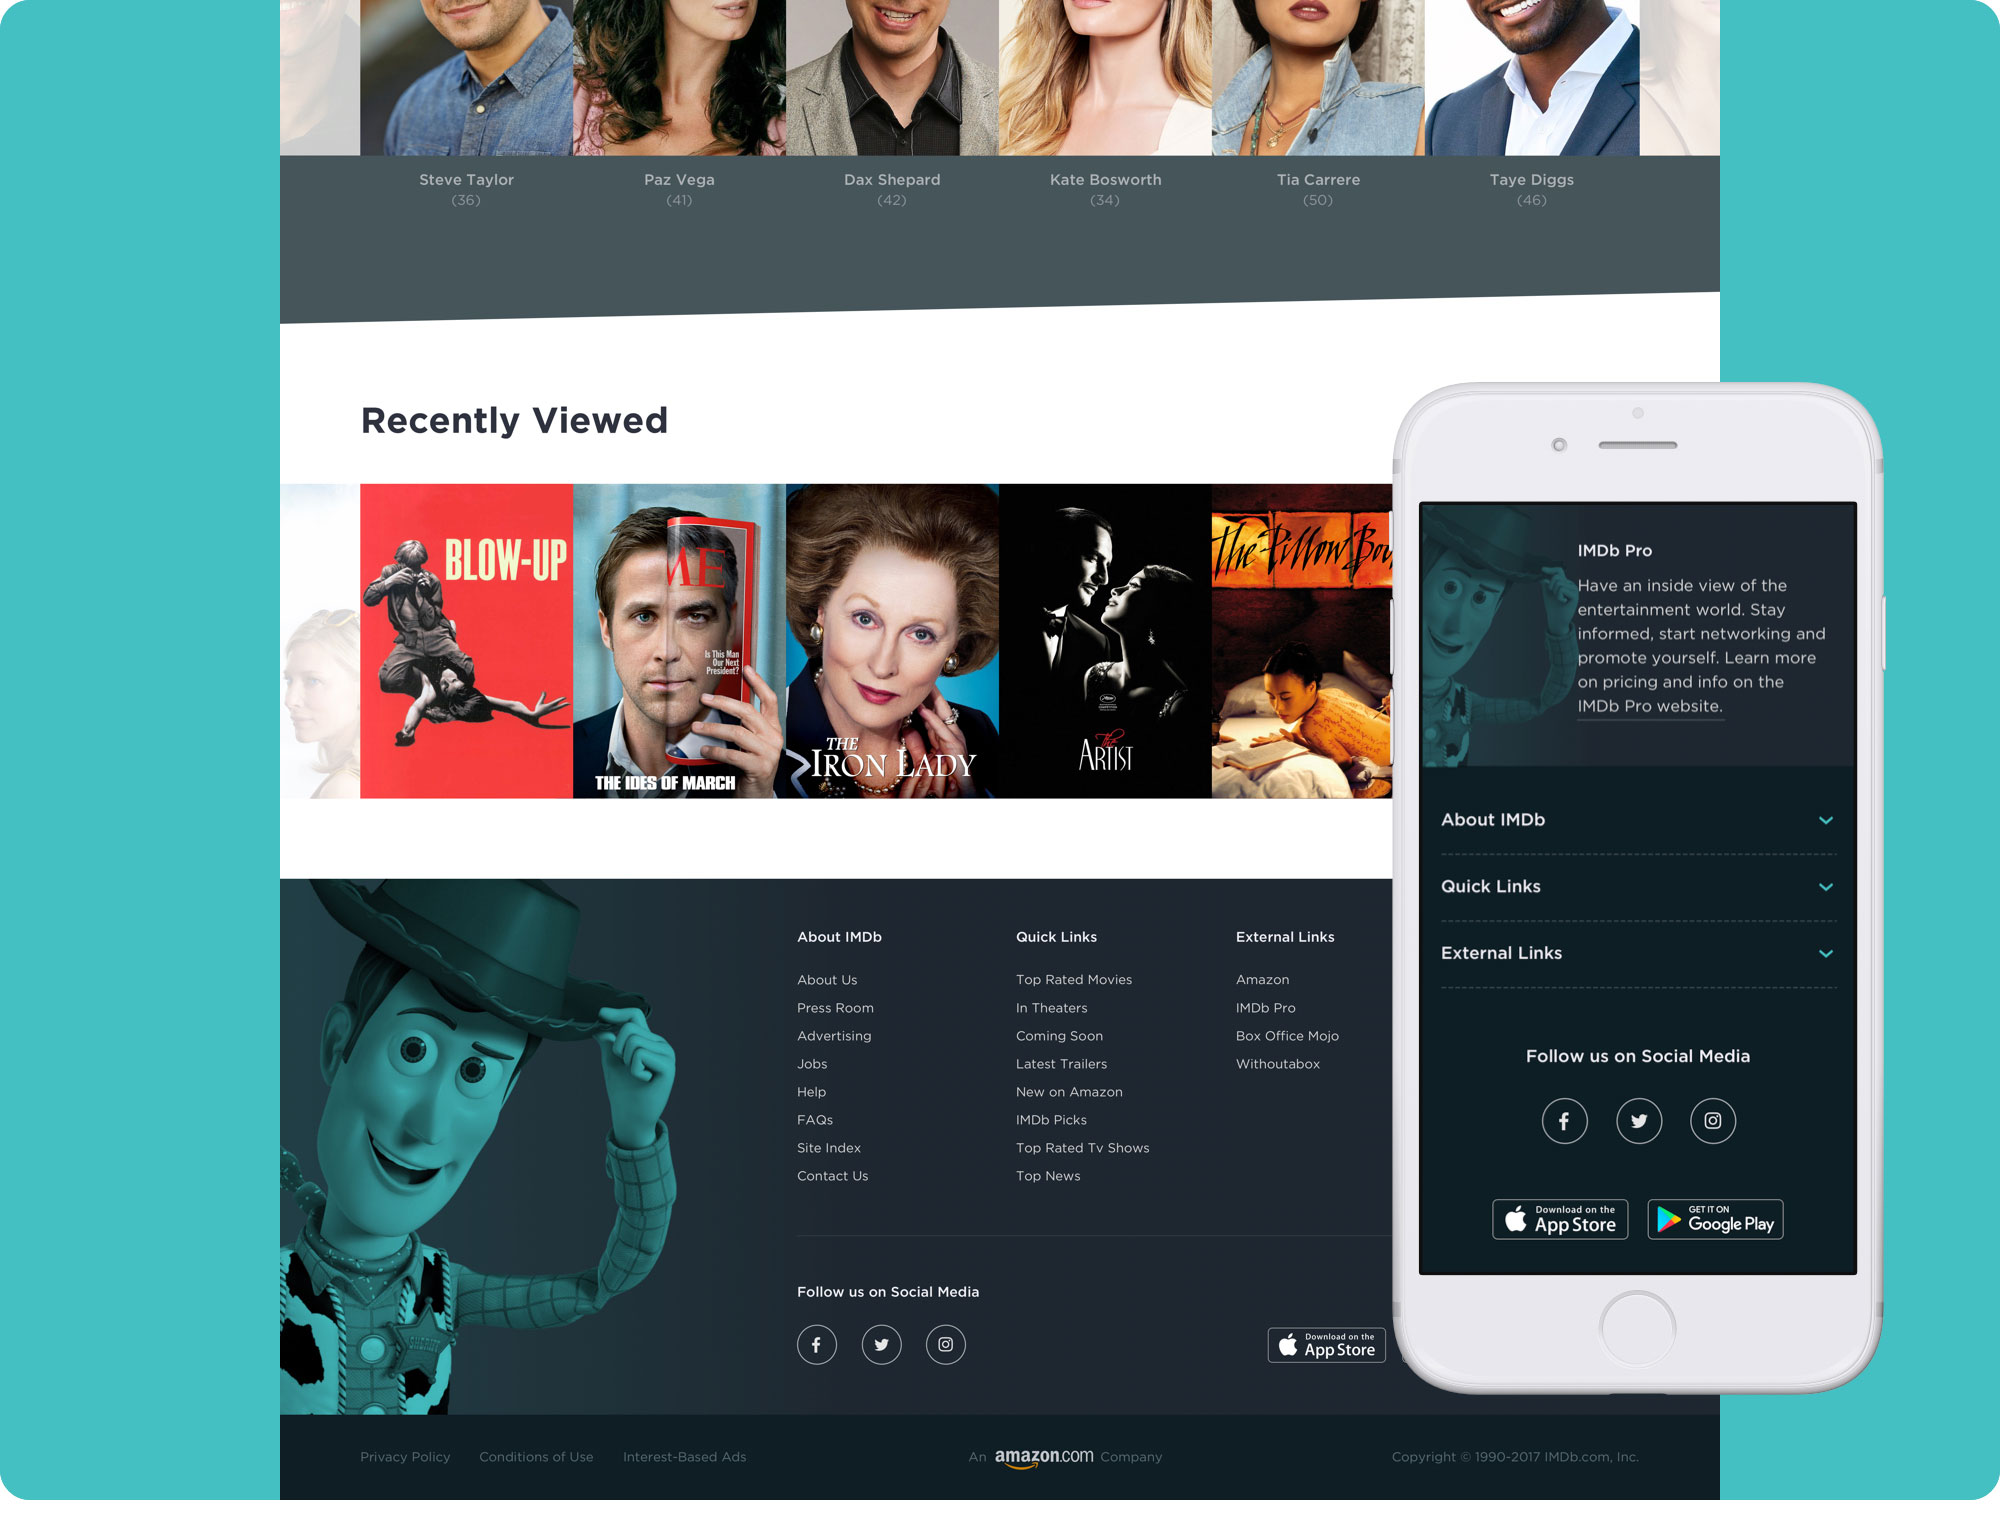 Steve Taylor
(36)
Paz Vega
(41)
Dax Shepard
(42)
Kate Bosworth
(34)
Tia Carrere
(50)
Taye Diggs
(46)
Recently Viewed
BLOW-UP
ME
Is This Man
Our Next
President?
THE IDES OF MARCH
THE
IRON LADY
The
ARTIST
The Pillow Boo
About IMDb
About Us
Press Room
Advertising
Jobs
Help
FAQs
Site Index
Contact Us
Quick Links
Top Rated Movies
In Theaters
Coming Soon
Latest Trailers
New on Amazon
IMDb Picks
Top Rated Tv Shows
Top News
External Links
Amazon
IMDb Pro
Box Office Mojo
Withoutabox
Follow us on Social Media
Download on the
App Store
Privacy Policy
Conditions of Use
Interest-Based Ads
An amazon.com Company
Copyright © 1990-2017 IMDb.com, Inc.
IMDb Pro
Have an inside view of the
entertainment world. Stay
informed, start networking and
promote yourself. Learn more
on pricing and info on the
IMDb Pro website.
About IMDb
Quick Links
External Links
Follow us on Social Media
Download on the
App Store
GET IT ON
Google Play